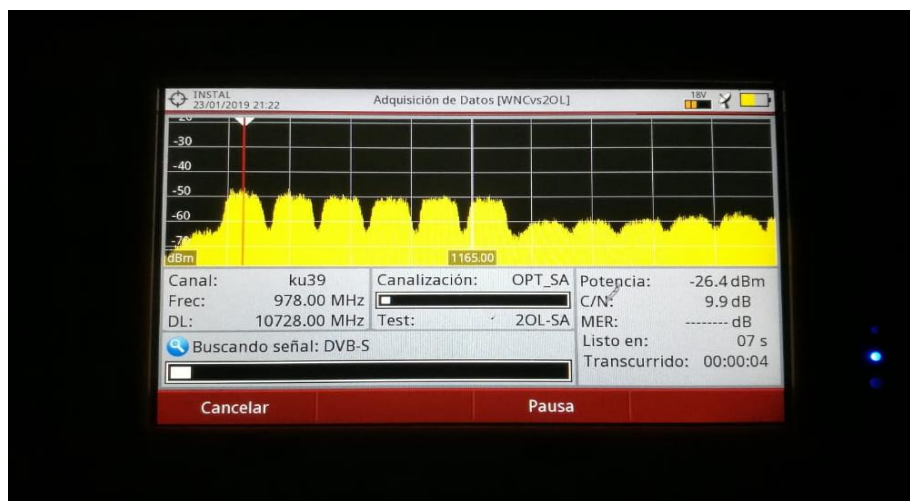 INSTAL
23/01/2019 21:22
Adquisición de Datos [WNCvs2OL]
18V
-20
-30
-40
-50
-60
-70
dBm
1165.00
Canal: ku39
Frec: 978.00 MHz
DL: 10728.00 MHz
Canalización: OPT_SA
Test: 2OL-SA
Potencia: -26.4 dBm
C/N: 9.9 dB
MER: -------- dB
Listo en: 07 s
Transcurrido: 00:00:04
Buscando señal: DVB-S
Cancelar
Pausa